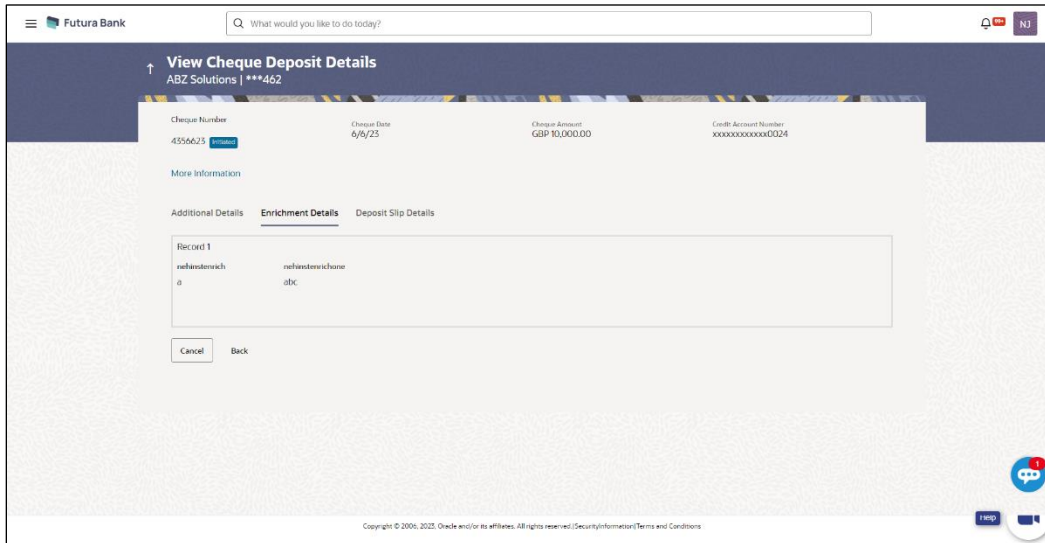 Futura Bank
What would you like to do today?
99+
NJ
View Cheque Deposit Details
ABZ Solutions | ***462
Cheque Number
Cheque Date
Cheque Amount
Credit Account Number
4356623 Initiated
6/6/23
GBP 10,000.00
xxxxxxxxxxxx0024
More Information
Additional Details Enrichment Details Deposit Slip Details
Record 1
nehinstenrich nehinstenrichone
a abc
Cancel Back
1
Help
Copyright © 2006, 2023, Oracle and/or its affiliates. All rights reserved.|SecurityInformation|Terms and Conditions